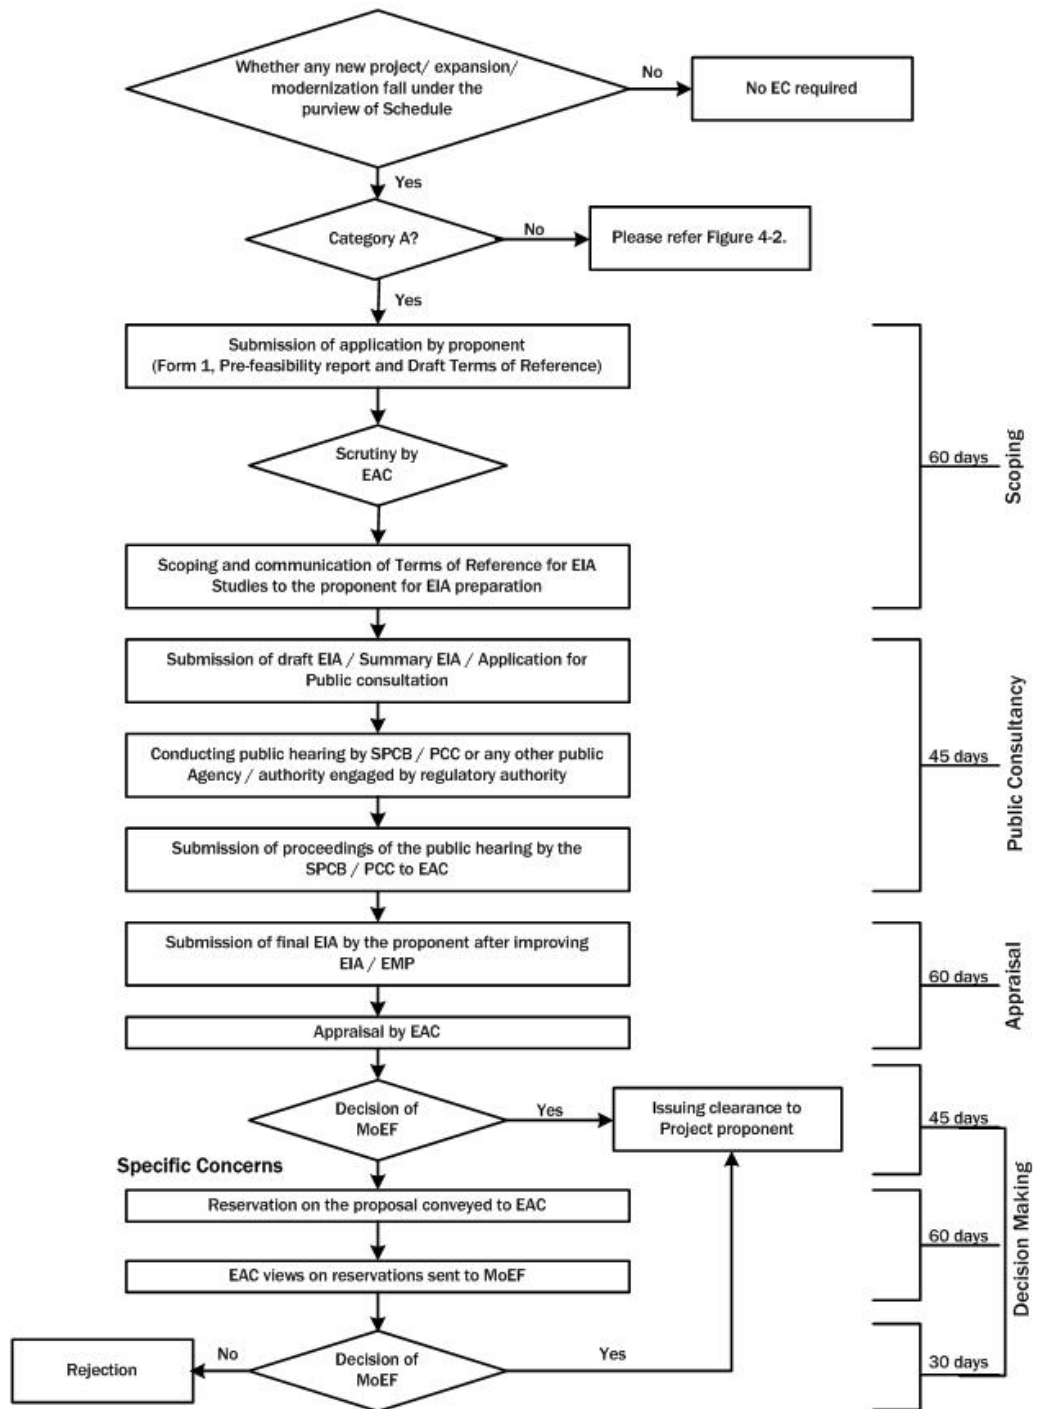 Whether any new project/ expansion/
modernization fall under the
purview of Schedule
No
No EC required
Yes
Category A?
No
Please refer Figure 4-2.
Yes
Submission of application by proponent
(Form 1, Pre-feasibility report and Draft Terms of Reference)
Scrutiny by
EAC
60 days
Scoping
Scoping and communication of Terms of Reference for EIA
Studies to the proponent for EIA preparation
Submission of draft EIA / Summary EIA / Application for
Public consultation
Conducting public hearing by SPCB / PCC or any other public
Agency / authority engaged by regulatory authority
45 days
Public Consultancy
Submission of proceedings of the public hearing by the
SPCB / PCC to EAC
Submission of final EIA by the proponent after improving
EIA / EMP
60 days
Appraisal
Appraisal by EAC
Decision of
MoEF
Yes
Issuing clearance to
Project proponent
45 days
Specific Concerns
Reservation on the proposal conveyed to EAC
60 days
Decision Making
EAC views on reservations sent to MoEF
Decision of
MoEF
No
Rejection
Yes
30 days